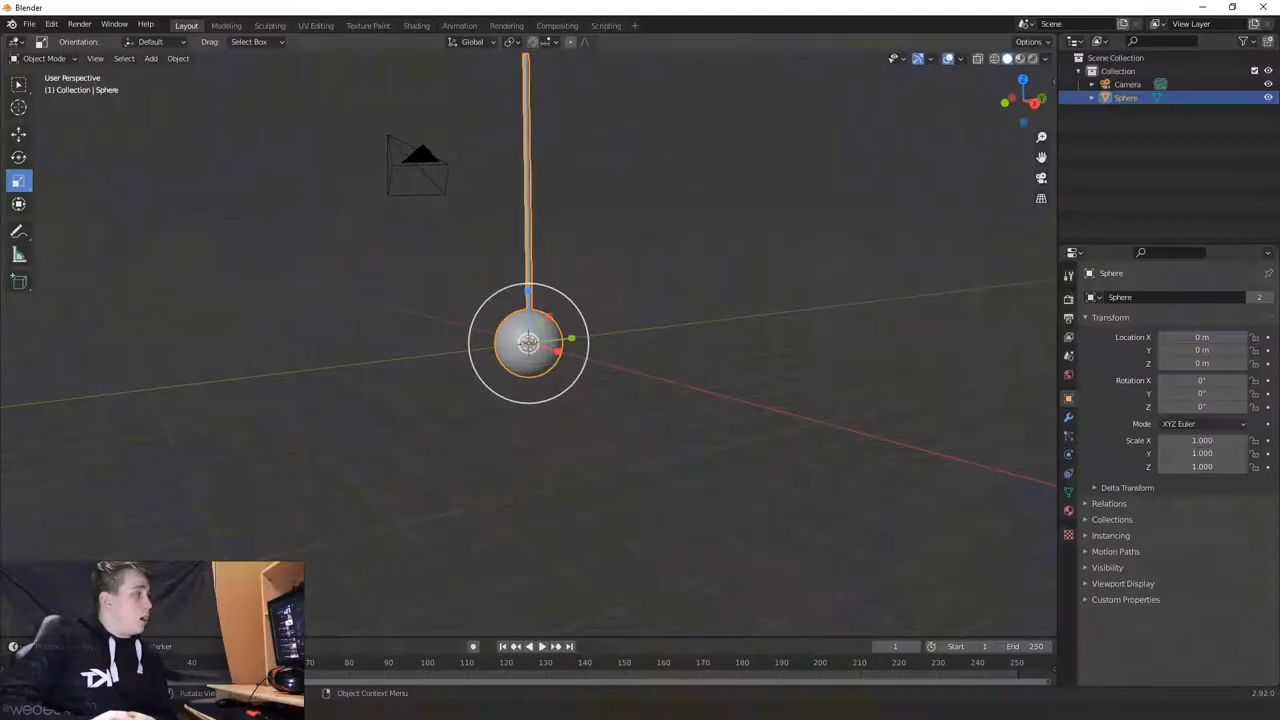 Blender
File Edit Render Window Help
Layout Modeling Sculpting UV Editing Texture Paint Shading Animation Rendering Compositing Scripting +
Scene View Layer
Orientation: Default Drag: Select Box Global Options
Object Mode View Select Add Object
User Perspective
(1) Collection | Sphere
Scene Collection
Collection
Camera
Sphere
Sphere
Sphere 2
Transform
Location X 0 m
Y 0 m
Z 0 m
Rotation X 0°
Y 0°
Z 0°
Mode XYZ Euler
Scale X 1.000
Y 1.000
Z 1.000
Delta Transform
Relations
Collections
Instancing
Motion Paths
Visibility
Viewport Display
Custom Properties
Marker 1 Start 1 End 250
40 70 80 90 100 110 120 130 140 150 160 170 180 190 200 210 220 230 240 250
Rotate Vie Object Context Menu 2.92.0